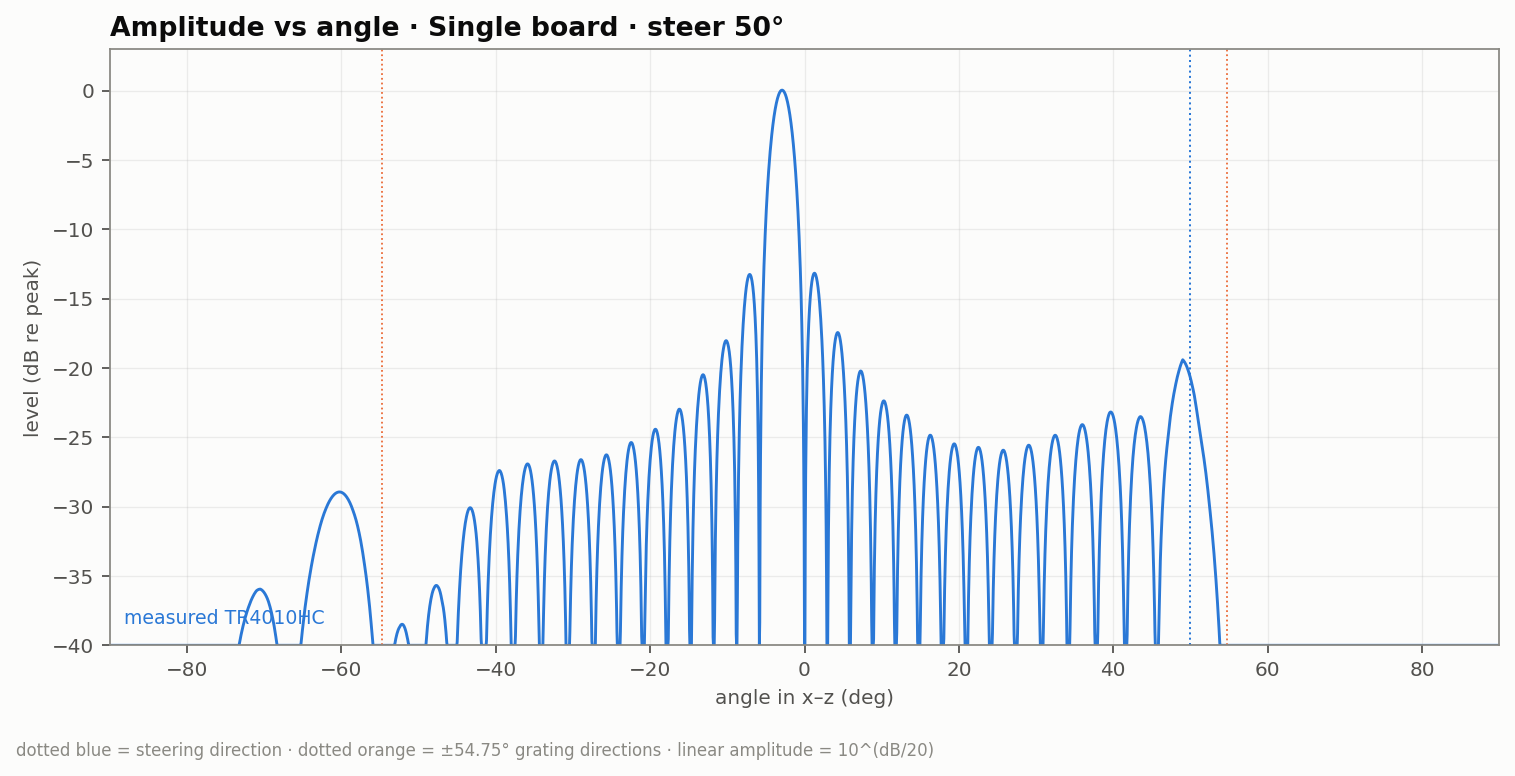 Amplitude vs angle · Single board · steer 50°
0
−5
−10
−15
−20
−25
−30
−35
−40
level (dB re peak)
measured TR4010HC
−80 −60 −40 −20 0 20 40 60 80
angle in x–z (deg)
dotted blue = steering direction · dotted orange = ±54.75° grating directions · linear amplitude = 10^(dB/20)